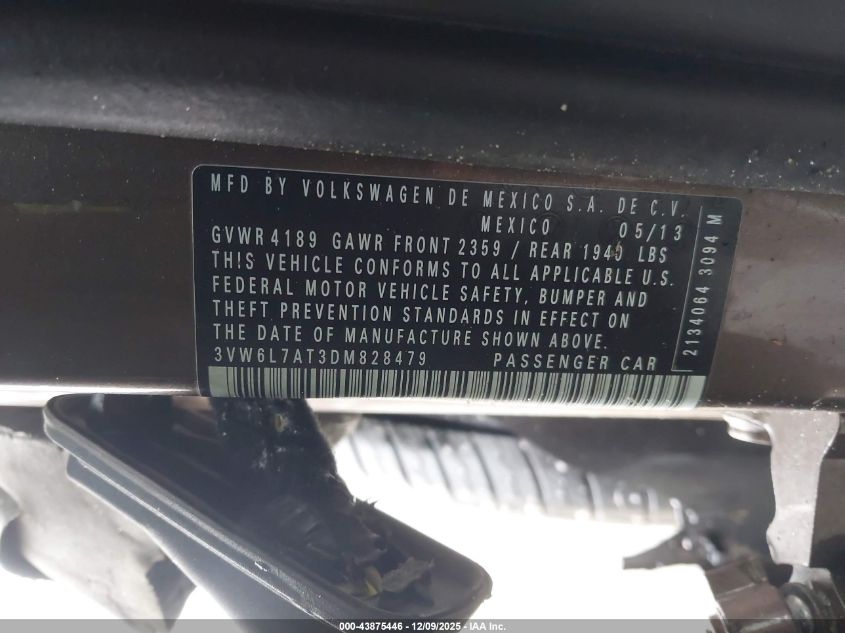 MFD BY VOLKSWAGEN DE MEXICO S.A. DE C.V.
MEXICO 05/13
GVWR 4189 GAWR FRONT 2359 / REAR 1940 LBS
THIS VEHICLE CONFORMS TO ALL APPLICABLE U.S.
FEDERAL MOTOR VEHICLE SAFETY, BUMPER AND
THEFT PREVENTION STANDARDS IN EFFECT ON
THE DATE OF MANUFACTURE SHOWN ABOVE.
3VW6L7AT3DM828479 PASSENGER CAR
2134064 3094 M
000-43875446 - 12/09/2025 - IAA Inc.